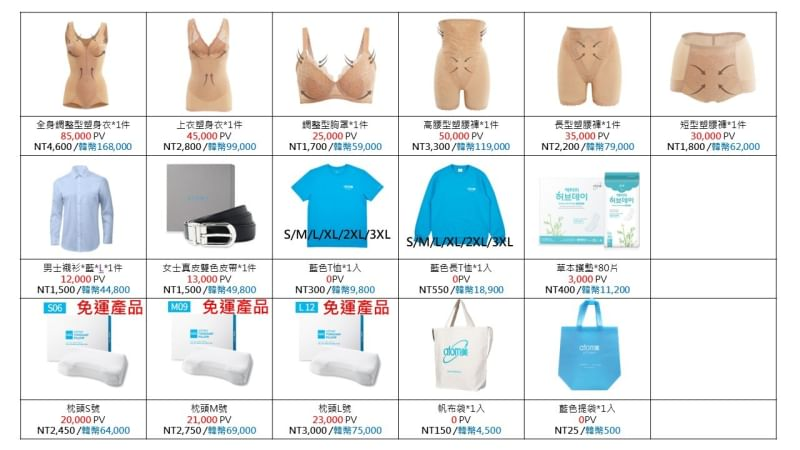 全身調整型塑身衣*1件
85,000 PV
NT4,600 /韓幣168,000
上衣塑身衣*1件
45,000 PV
NT2,800 /韓幣99,000
調整型胸罩*1件
25,000 PV
NT1,700 /韓幣59,000
高腰型塑腰褲*1件
50,000 PV
NT3,300 /韓幣119,000
長型塑腰褲*1件
35,000 PV
NT2,200 /韓幣79,000
短型塑腰褲*1件
30,000 PV
NT1,800 /韓幣62,000
S/M/L/XL/2XL/3XL
S/M/L/XL/2XL/3XL
애터미
허브데이
男士襯衫*藍*L*1件
12,000 PV
NT1,500 /韓幣44,800
女士真皮雙色皮帶*1件
13,000 PV
NT1,500 /韓幣49,800
藍色T恤*1入
0PV
NT300 /韓幣9,800
藍色長T恤*1入
0PV
NT550 /韓幣18,900
草本護墊*80片
3,000 PV
NT400 /韓幣11,200
S06 免運產品
M09 免運產品
L12 免運產品
atom美
atom美
枕頭S號
20,000 PV
NT2,450 /韓幣64,000
枕頭M號
21,000 PV
NT2,750 /韓幣69,000
枕頭L號
23,000 PV
NT3,000 /韓幣75,000
帆布袋*1入
0 PV
NT150 /韓幣4,500
藍色提袋*1入
0PV
NT25 /韓幣500